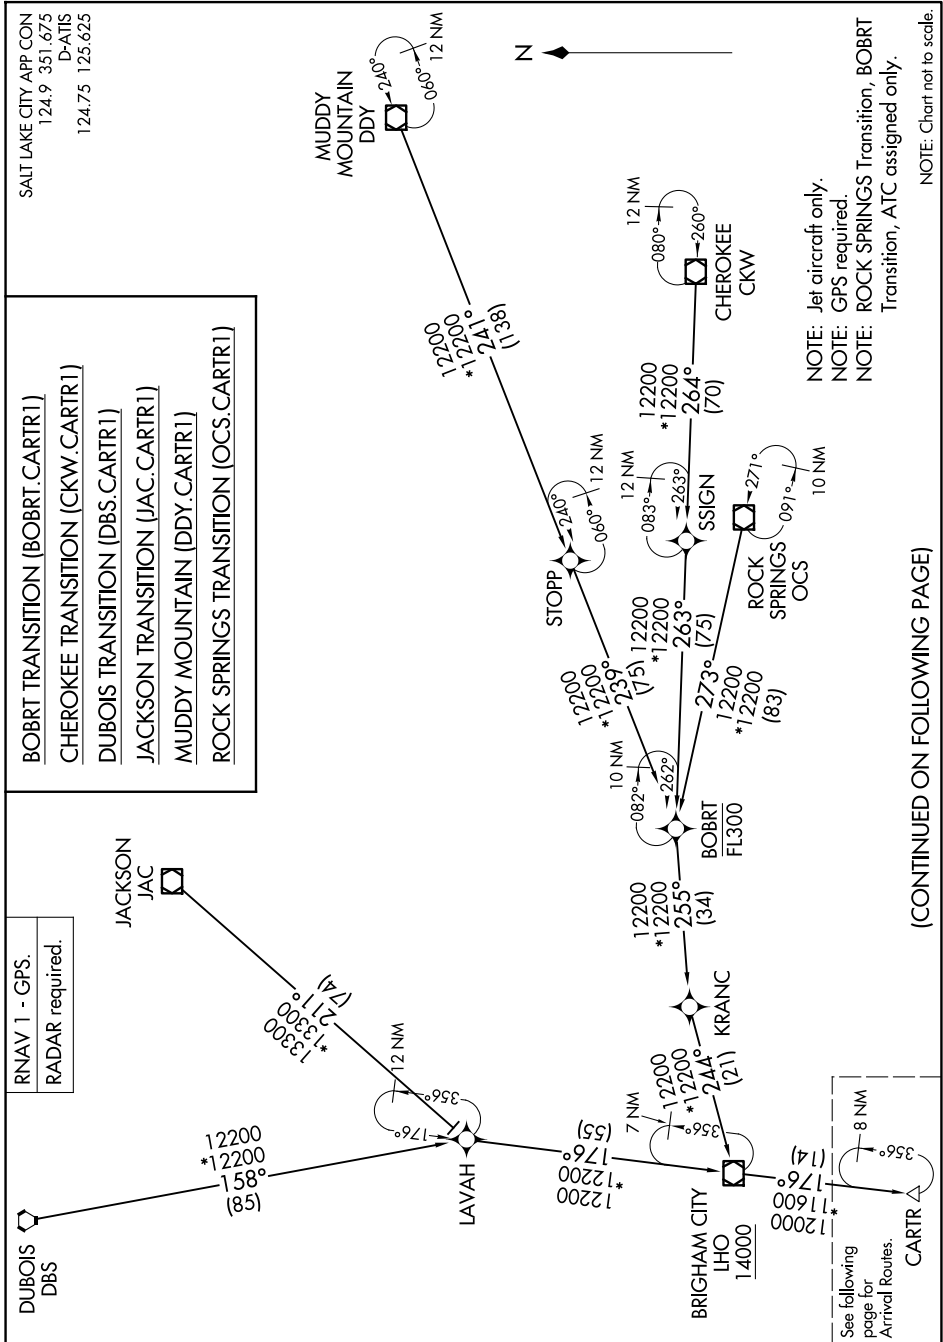 SALT LAKE CITY APP CON
124.9 351.675
D-ATIS
124.75 125.625
RNAV 1 - GPS.
RADAR required.
BOBRT TRANSITION (BOBRT.CARTR1)
CHEROKEE TRANSITION (CKW.CARTR1)
DUBOIS TRANSITION (DBS.CARTR1)
JACKSON TRANSITION (JAC.CARTR1)
MUDDY MOUNTAIN (DDY.CARTR1)
ROCK SPRINGS TRANSITION (OCS.CARTR1)
DUBOIS
DBS
12200
*12200
158°
(85)
JACKSON
JAC
13300
*13300
211°
(74)
12 NM
356°
176°
LAVAH
12200
*12200
176°
(55)
MUDDY
MOUNTAIN
DDY
240°
060°
12 NM
12200
*12200
241°
(138)
N
STOPP
240°
060°
12 NM
12200
*12200
239°
(75)
CHEROKEE
CKW
12 NM
080°
260°
12200
*12200
264°
(70)
SSIGN
12 NM
083°
263°
12200
*12200
263°
(75)
ROCK
SPRINGS
OCS
271°
091°
10 NM
273°
12200
*12200
(83)
BOBRT
FL300
10 NM
082°
262°
12200
*12200
255°
(34)
KRANC
12200
*12200
244°
(21)
7 NM
356°
BRIGHAM CITY
LHO
14000
12000
*11600
176°
(14)
8 NM
356°
CARTR
See following
page for
Arrival Routes.
NOTE: Jet aircraft only.
NOTE: GPS required.
NOTE: ROCK SPRINGS Transition, BOBRT
Transition, ATC assigned only.
NOTE: Chart not to scale.
(CONTINUED ON FOLLOWING PAGE)